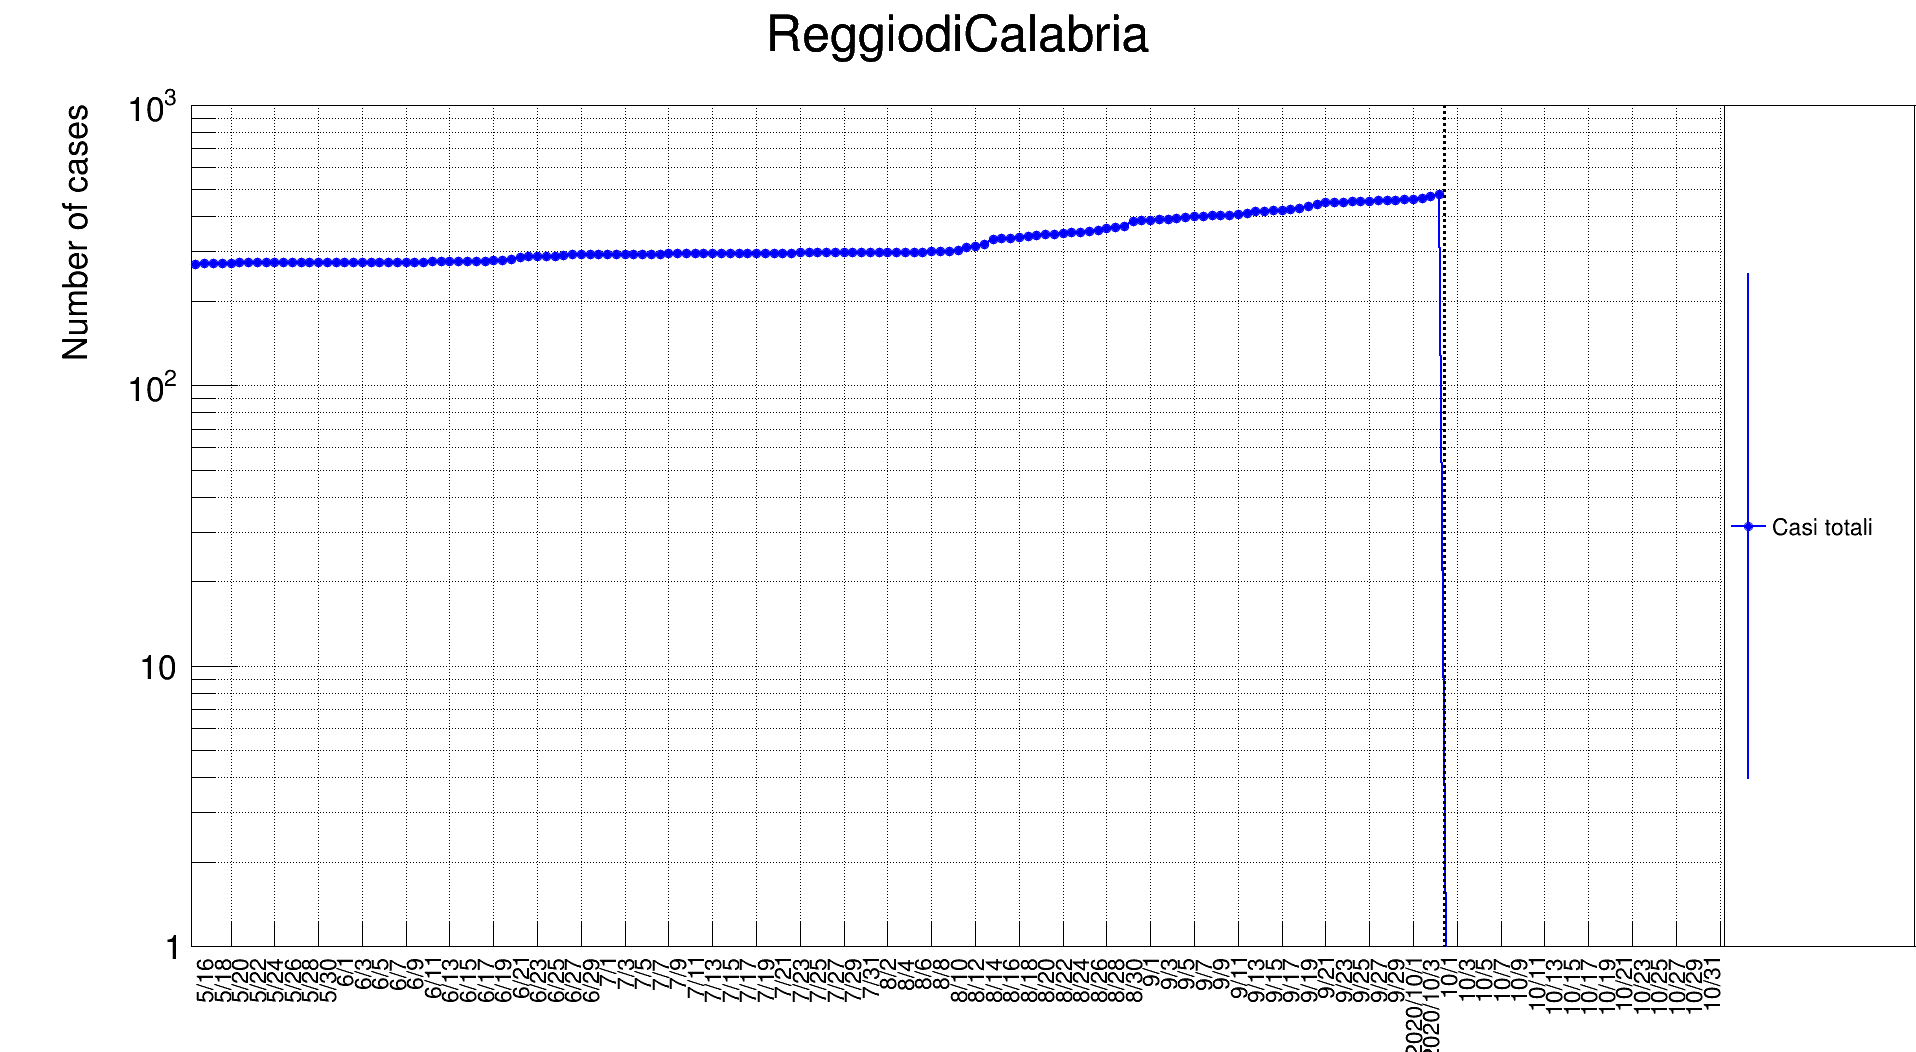 ReggiodiCalabria
Number of cases
10³
10²
10
1
Casi totali
5/16 5/18 5/20 5/22 5/24 5/26 5/28 5/30 6/1 6/3 6/5 6/7 6/9 6/11 6/13 6/15 6/17 6/19 6/21 6/23 6/25 6/27 6/29 7/1 7/3 7/5 7/7 7/9 7/11 7/13 7/15 7/17 7/19 7/21 7/23 7/25 7/27 7/29 7/31 8/2 8/4 8/6 8/8 8/10 8/12 8/14 8/16 8/18 8/20 8/22 8/24 8/26 8/28 8/30 9/1 9/3 9/5 9/7 9/9 9/11 9/13 9/15 9/17 9/19 9/21 9/23 9/25 9/27 9/29 2020/10/1 2020/10/3 10/1 10/3 10/5 10/7 10/9 10/11 10/13 10/15 10/17 10/19 10/21 10/23 10/25 10/27 10/29 10/31